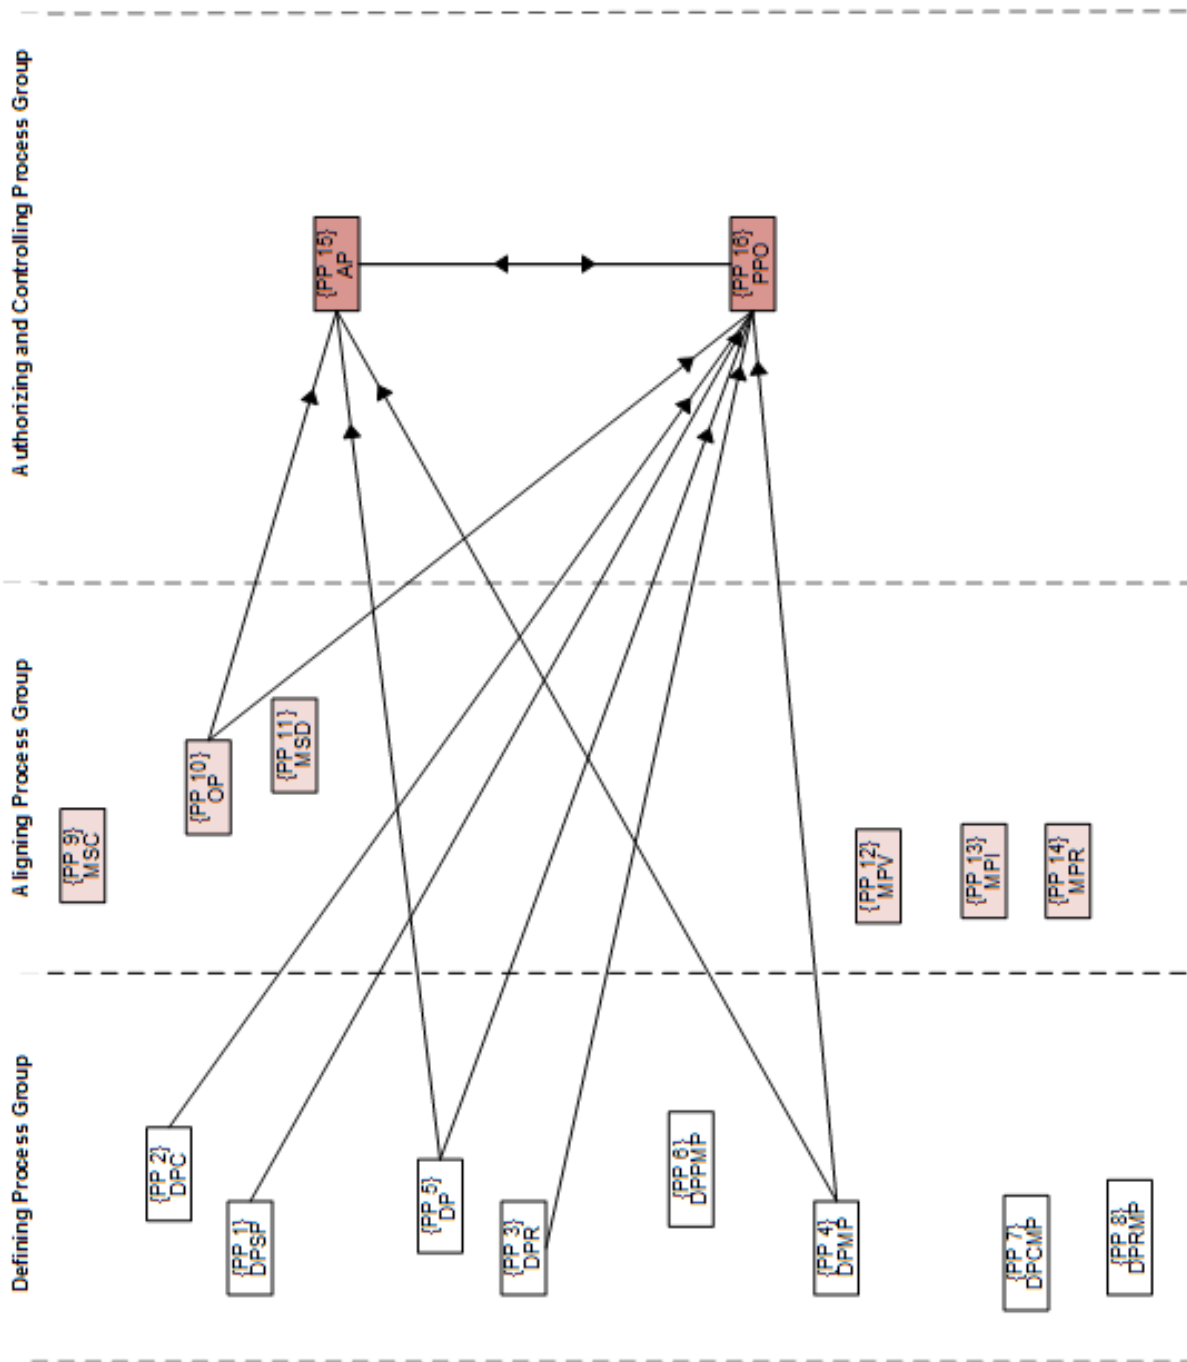 Authorizing and Controlling Process Group
{PP 15}
AP
{PP 16}
PPO
Aligning Process Group
{PP 9}
MSC
{PP 10}
OP
{PP 11}
MSD
{PP 12}
MPV
{PP 13}
MPI
{PP 14}
MPR
Defining Process Group
{PP 2}
DPC
{PP 1}
DPSP
{PP 5}
DP
{PP 3}
DPR
{PP 6}
DPPMP
{PP 4}
DPMP
{PP 7}
DPCMP
{PP 8}
DPRMP